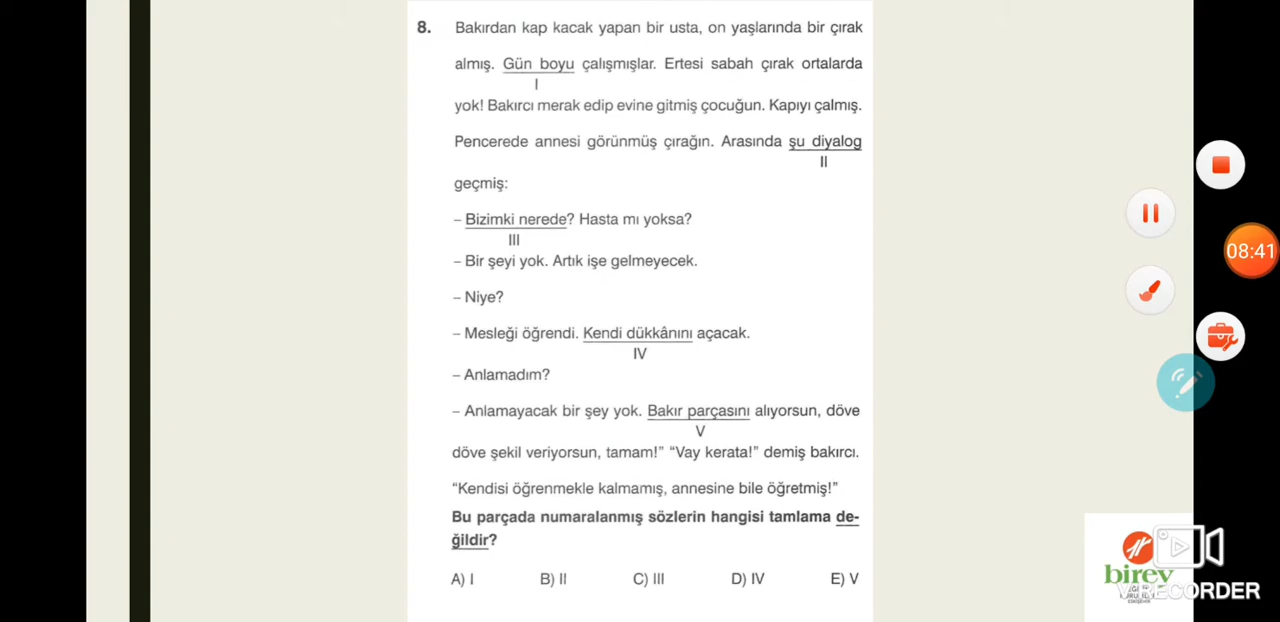 8. Bakırdan kap kacak yapan bir usta, on yaşlarında bir çırak
almış. Gün boyu çalışmışlar. Ertesi sabah çırak ortalarda
I
yok! Bakırcı merak edip evine gitmiş çocuğun. Kapıyı çalmış.
Pencerede annesi görünmüş çırağın. Arasında şu diyalog
II
geçmiş:
– Bizimki nerede? Hasta mı yoksa?
III
– Bir şeyi yok. Artık işe gelmeyecek.
– Niye?
– Mesleği öğrendi. Kendi dükkânını açacak.
IV
– Anlamadım?
– Anlamayacak bir şey yok. Bakır parçasını alıyorsun, döve
V
döve şekil veriyorsun, tamam!” “Vay kerata!” demiş bakırcı.
“Kendisi öğrenmekle kalmamış, annesine bile öğretmiş!”
Bu parçada numaralanmış sözlerin hangisi tamlama de-
ğildir?
A) I B) II C) III D) IV E) V
08:41
birey
RECORDER